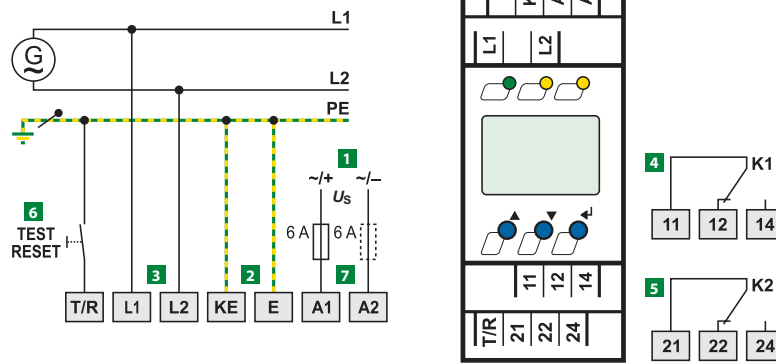 L1
G
~
L2
PE
1
~/+ ~/–
Us
6
TEST
RESET
6 A 6 A
3 2 7
T/R L1 L2 KE E A1 A2
L1 L2
11 12 14
T/R 21 22 24
4 K1
11 12 14
5 K2
21 22 24